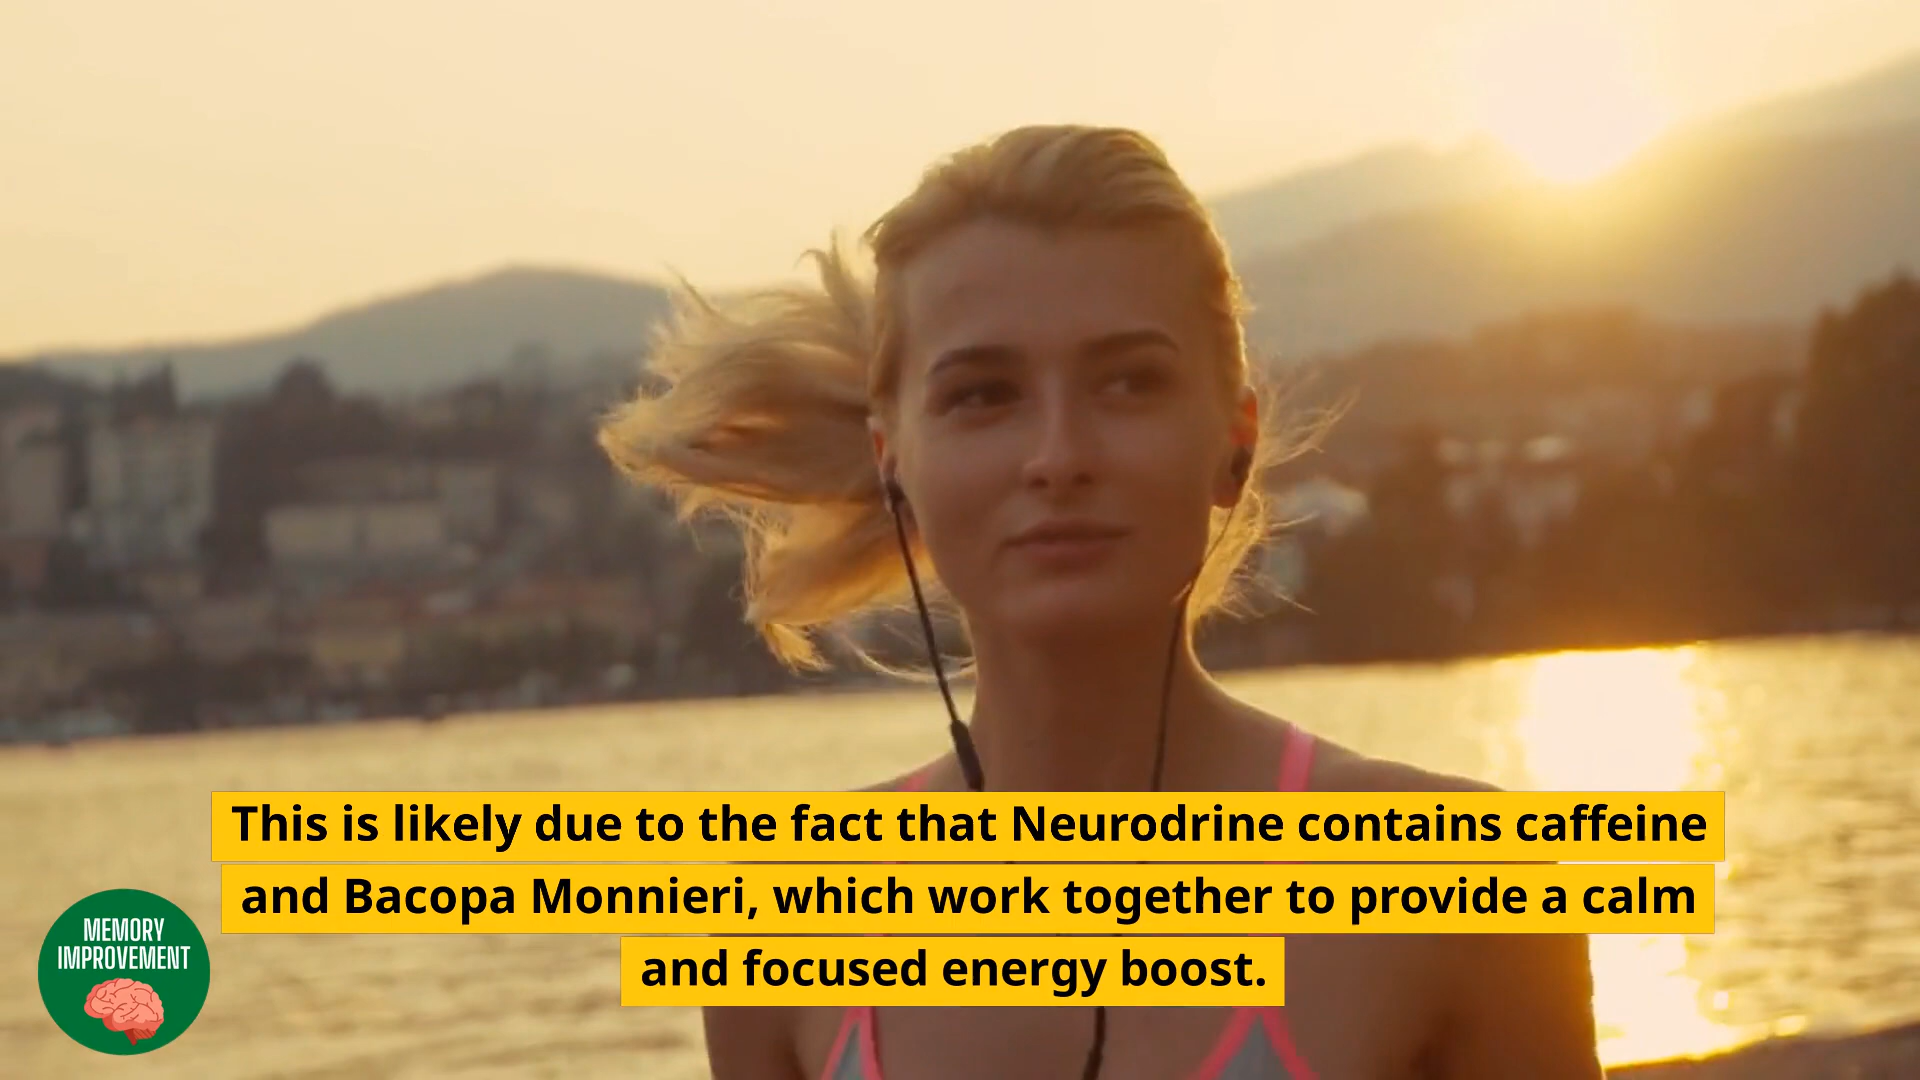 This is likely due to the fact that Neurodrine contains caffeine
and Bacopa Monnieri, which work together to provide a calm
and focused energy boost.
MEMORY
IMPROVEMENT